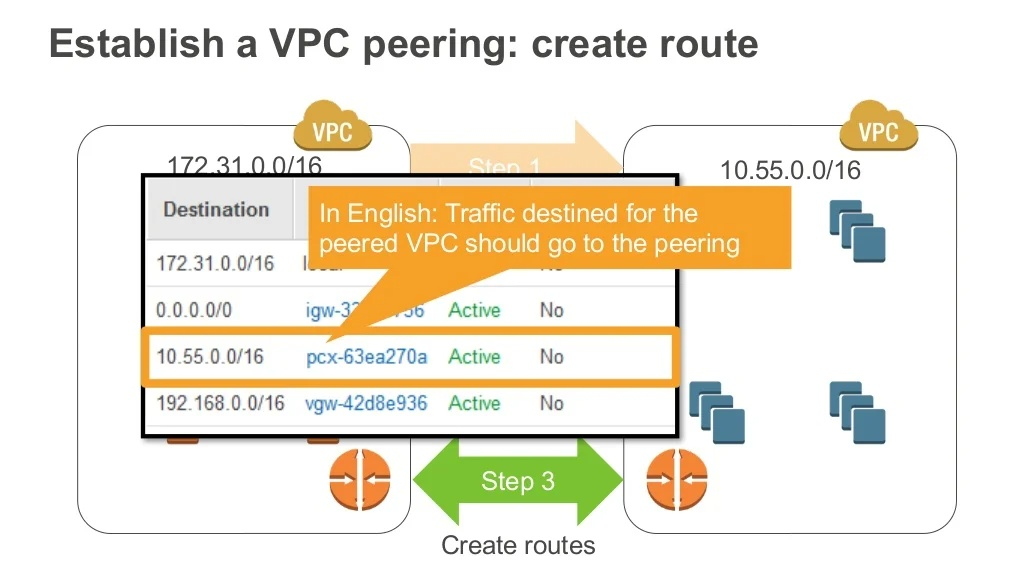 Establish a VPC peering: create route
VPC
VPC
172.31.0.0/16
Step 1
10.55.0.0/16
Destination
In English: Traffic destined for the
peered VPC should go to the peering
172.31.0.0/16 No
0.0.0.0/0 Active No
10.55.0.0/16 pcx-63ea270a Active No
192.168.0.0/16 vgw-42d8e936 Active No
Step 3
Create routes